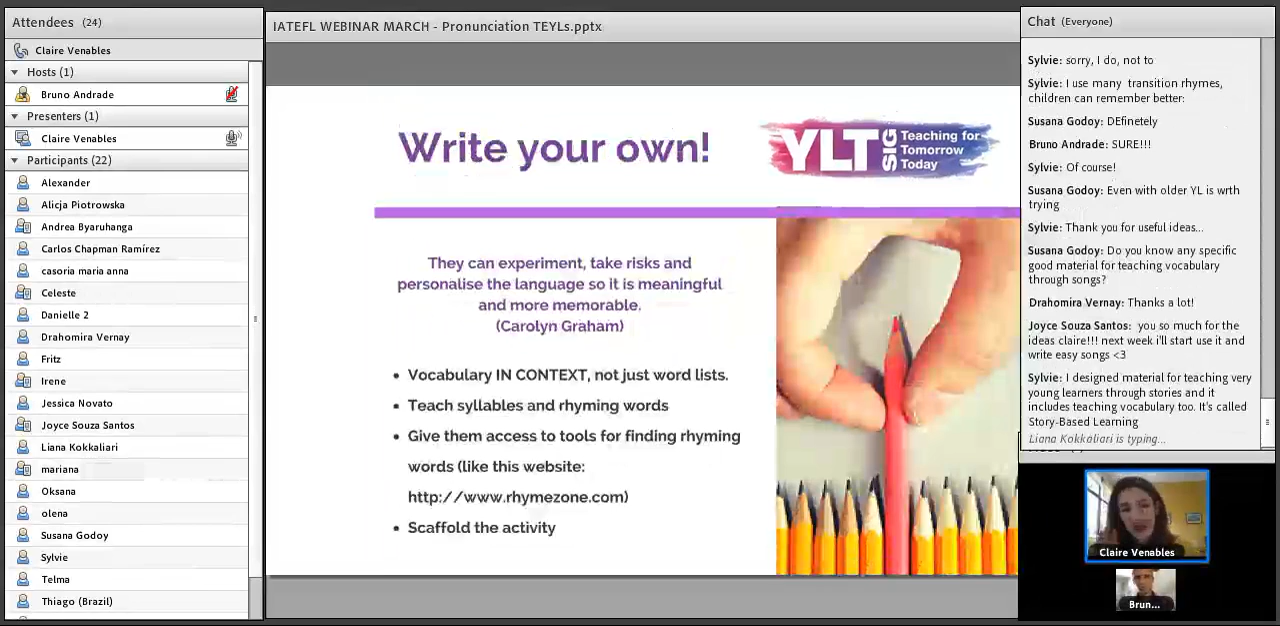 Attendees (24)
Claire Venables
Hosts (1)
Bruno Andrade
Presenters (1)
Claire Venables
Participants (22)
Alexander
Alicja Piotrowska
Andrea Byaruhanga
Carlos Chapman Ramírez
casoria maria anna
Celeste
Danielle 2
Drahomira Vernay
Fritz
Irene
Jessica Novato
Joyce Souza Santos
Liana Kokkaliari
mariana
Oksana
olena
Susana Godoy
Sylvie
Telma
Thiago (Brazil)
IATEFL WEBINAR MARCH - Pronunciation TEYLs.pptx
Write your own!
YLT SIG
Teaching for
Tomorrow
Today
They can experiment, take risks and
personalise the language so it is meaningful
and more memorable.
(Carolyn Graham)
• Vocabulary IN CONTEXT, not just word lists.
• Teach syllables and rhyming words
• Give them access to tools for finding rhyming
words (like this website:
http://www.rhymezone.com)
• Scaffold the activity
Chat (Everyone)
Sylvie: sorry, I do, not to
Sylvie: I use many transition rhymes,
children can remember better:
Susana Godoy: DEfinetely
Bruno Andrade: SURE!!!
Sylvie: Of course!
Susana Godoy: Even with older YL is wrth
trying
Sylvie: Thank you for useful ideas...
Susana Godoy: Do you know any specific
good material for teaching vocabulary
through songs?
Drahomira Vernay: Thanks a lot!
Joyce Souza Santos: you so much for the
ideas claire!!! next week i'll start use it and
write easy songs <3
Sylvie: I designed material for teaching very
young learners through stories and it
includes teaching vocabulary too. It's called
Story-Based Learning
Liana Kokkaliari is typing...
Claire Venables
Brun...